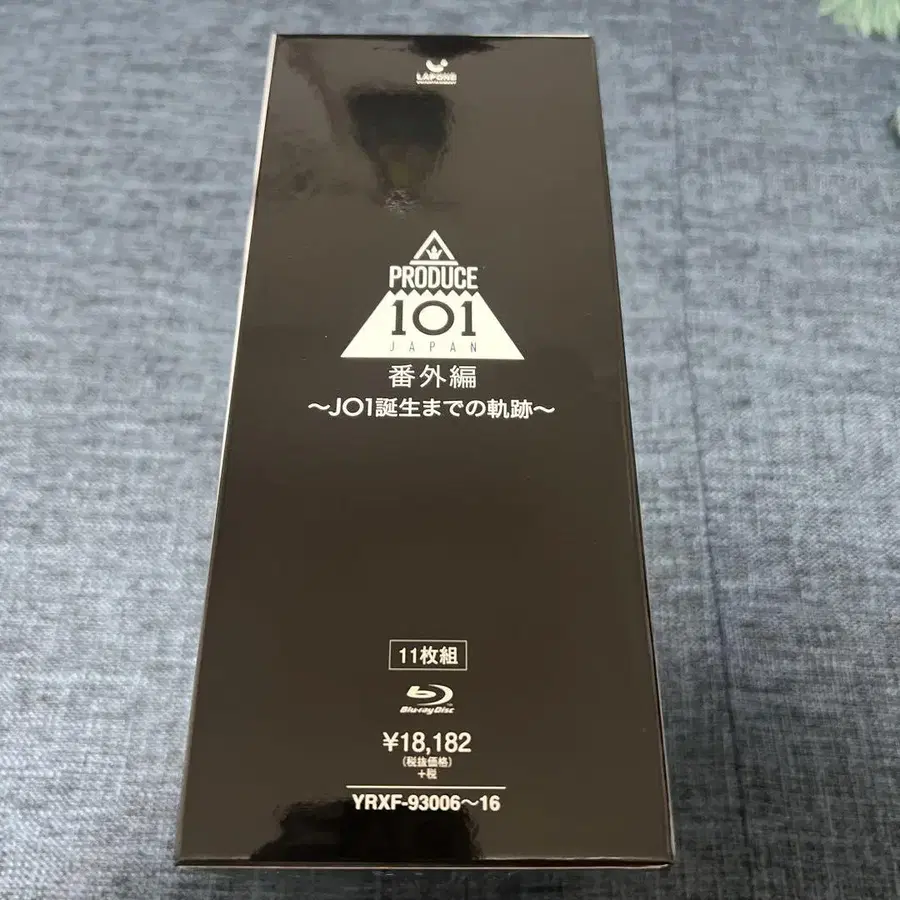 LAPONE
PRODUCE
101
JAPAN
番外編
〜JO1誕生までの軌跡〜
11枚組
Blu-ray Disc
¥18,182
(税抜価格)
+税
YRXF-93006〜16